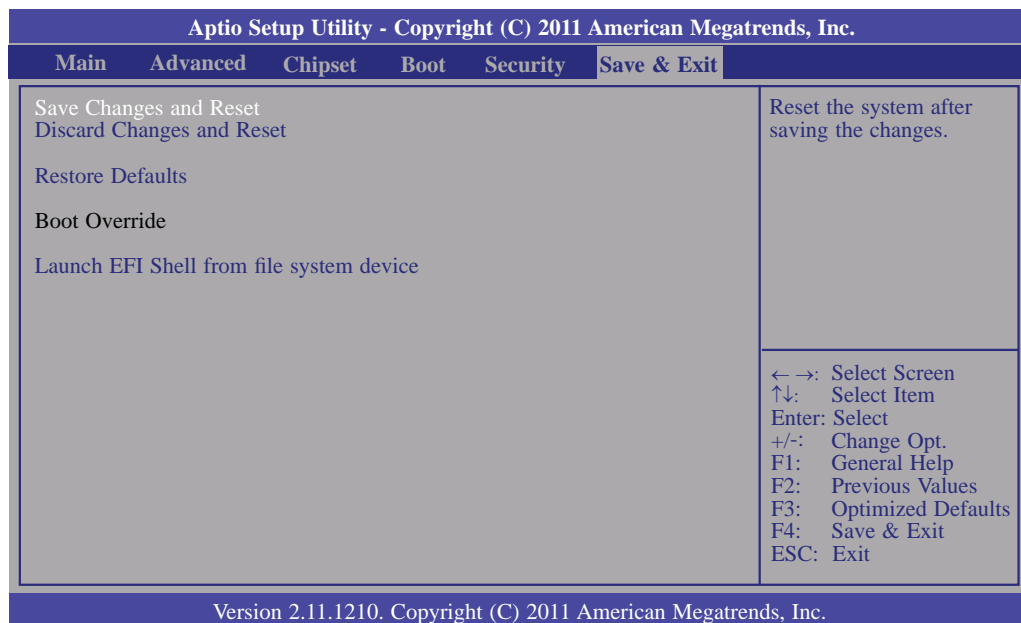 Aptio Setup Utility - Copyright (C) 2011 American Megatrends, Inc.
Main Advanced Chipset Boot Security Save & Exit
Save Changes and Reset
Discard Changes and Reset
Restore Defaults
Boot Override
Launch EFI Shell from file system device
Reset the system after
saving the changes.
← →: Select Screen
↑↓: Select Item
Enter: Select
+/-: Change Opt.
F1: General Help
F2: Previous Values
F3: Optimized Defaults
F4: Save & Exit
ESC: Exit
Version 2.11.1210. Copyright (C) 2011 American Megatrends, Inc.